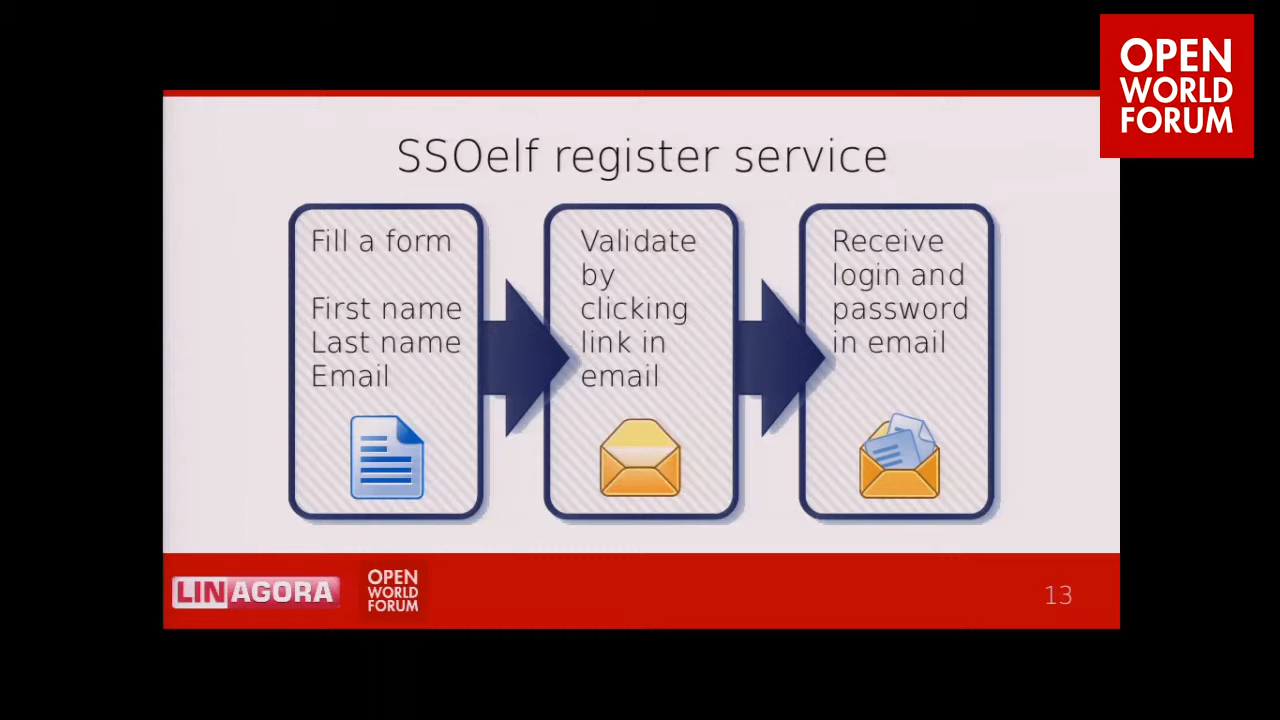 OPEN
WORLD
FORUM
SSOelf register service
Fill a form
First name
Last name
Email
Validate
by
clicking
link in
email
Receive
login and
password
in email
LINAGORA
OPEN
WORLD
FORUM
13